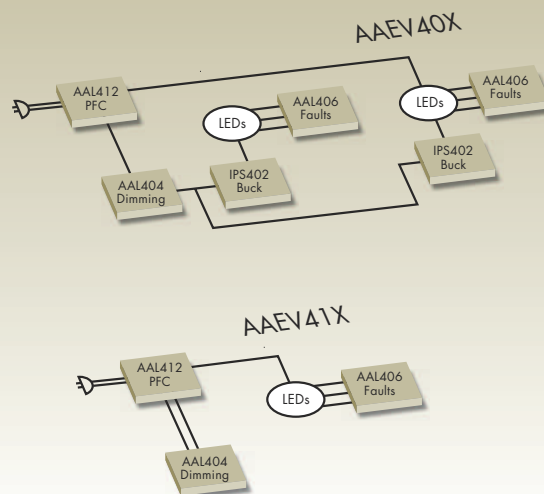 AAEV40X
AAL412
PFC
LEDs
AAL406
Faults
LEDs
AAL406
Faults
AAL404
Dimming
IPS402
Buck
IPS402
Buck
AAEV41X
AAL412
PFC
LEDs
AAL406
Faults
AAL404
Dimming